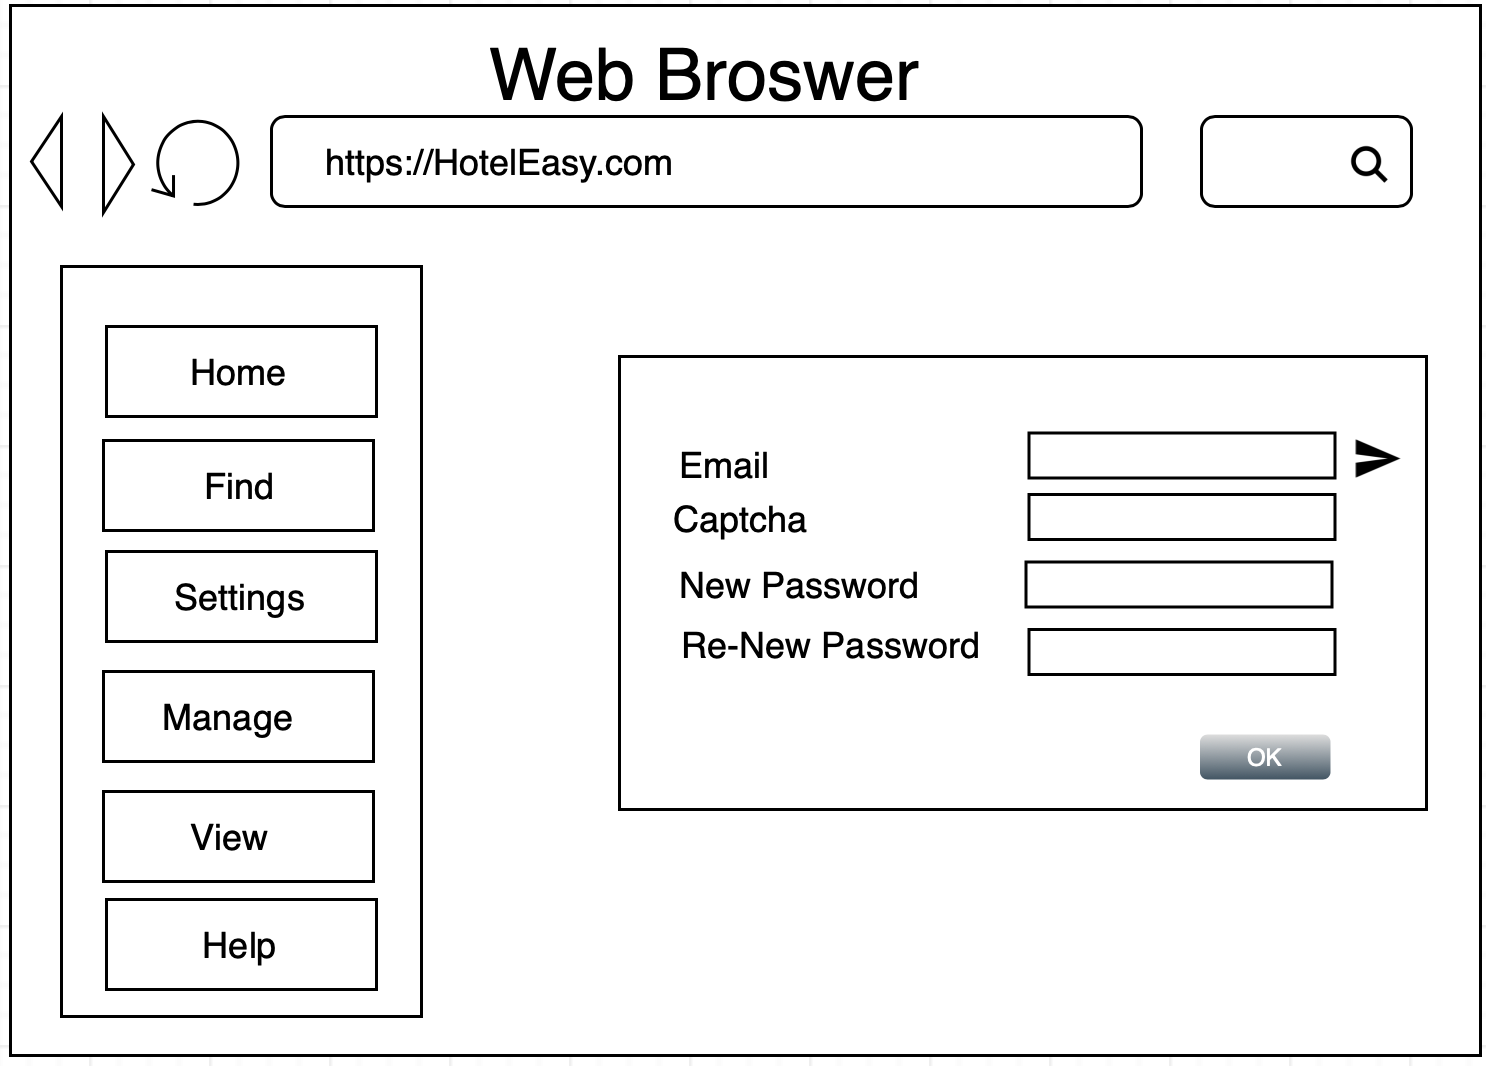 Web Broswer
https://HotelEasy.com
Home
Find
Settings
Manage
View
Help
Email
Captcha
New Password
Re-New Password
OK